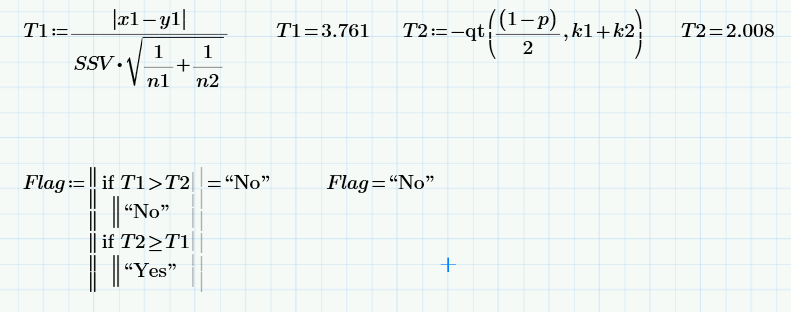 T1:=|x1−y1|/(SSV·√(1/n1+1/n2)) T1=3.761 T2:=−qt((1−p)/2,k1+k2) T2=2.008
Flag:=‖ if T1>T2 |=“No” Flag=“No”
‖ ‖“No”
‖ if T2≥T1
‖ ‖“Yes”